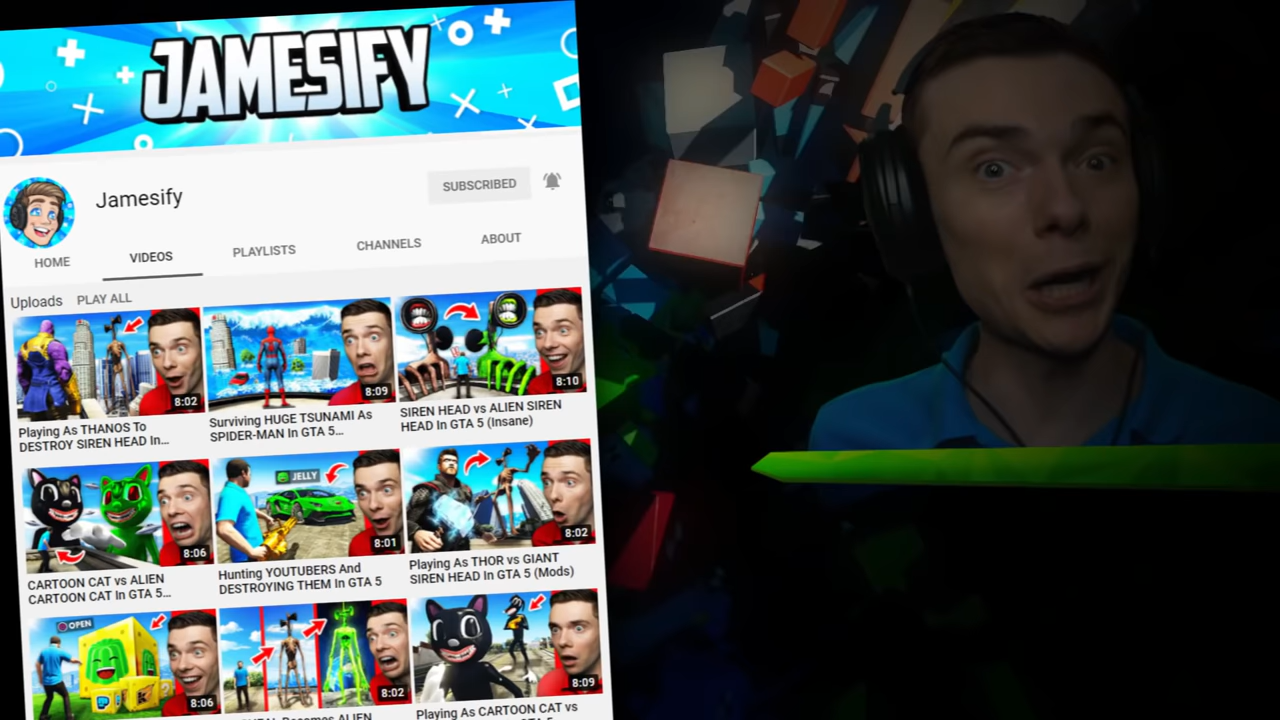 JAMESIFY
Jamesify
SUBSCRIBED
HOME
VIDEOS
PLAYLISTS
CHANNELS
ABOUT
Uploads PLAY ALL
8:02
8:09
8:10
Playing As THANOS To
DESTROY SIREN HEAD In...
Surviving HUGE TSUNAMI As
SPIDER-MAN In GTA 5...
SIREN HEAD vs ALIEN SIREN
HEAD In GTA 5 (Insane)
8:06
JELLY
8:01
8:02
CARTOON CAT vs ALIEN
CARTOON CAT In GTA 5...
Hunting YOUTUBERS And
DESTROYING THEM In GTA 5
Playing As THOR vs GIANT
SIREN HEAD In GTA 5 (Mods)
OPEN
8:06
8:02
8:09
Becomes ALIEN
Playing As CARTOON CAT vs